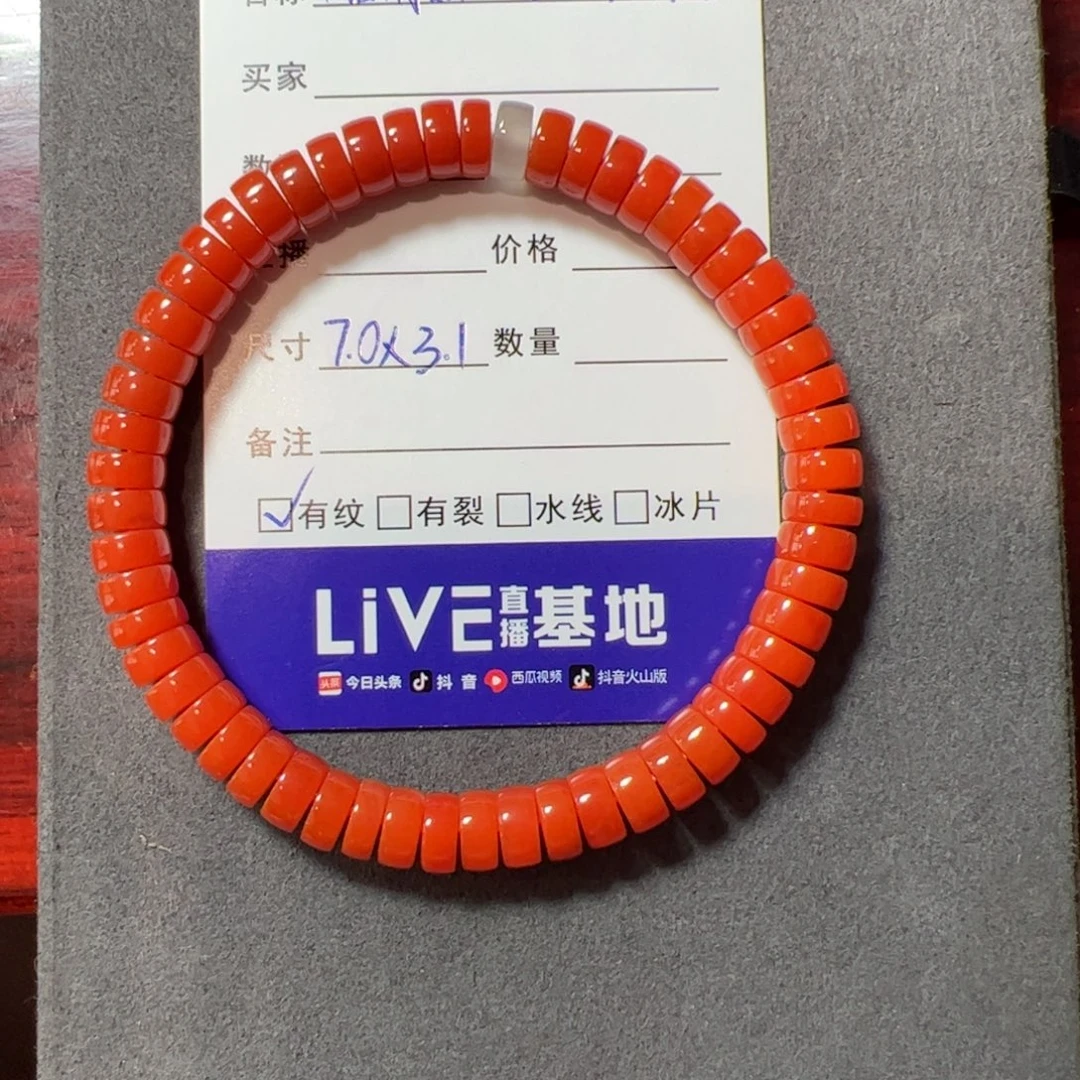 买家
数
播 价格
尺寸 7.0x3.1 数量
备注
有纹 有裂 水线 冰片
LiVE直播基地
头条 今日头条 抖音 西瓜视频 抖音火山版